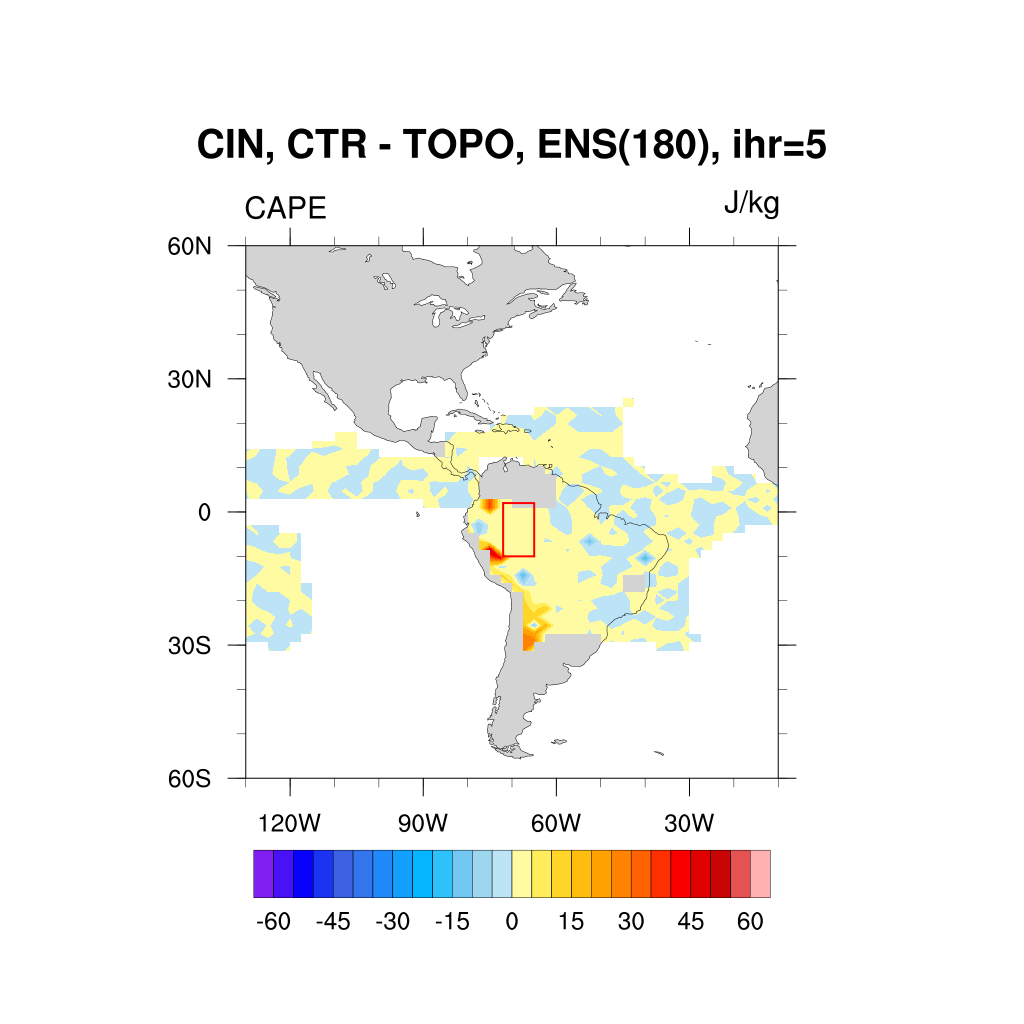 CIN, CTR - TOPO, ENS(180), ihr=5
CAPE J/kg
60N
30N
0
30S
60S
120W 90W 60W 30W
-60 -45 -30 -15 0 15 30 45 60